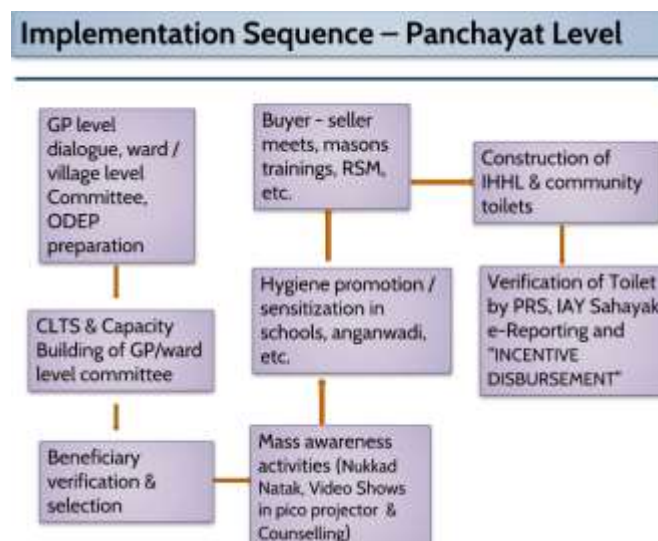 Implementation Sequence – Panchayat Level
GP level
dialogue, ward /
village level
Committee,
ODEP
preparation
CLTS & Capacity
Building of GP/ward
level committee
Beneficiary
verification &
selection
Mass awareness
activities (Nukkad
Natak, Video Shows
in pico projector &
Counselling)
Hygiene promotion /
sensitization in
schools, anganwadi,
etc.
Buyer - seller
meets, masons
trainings, RSM,
etc.
Construction of
IHHL & community
toilets
Verification of Toilet
by PRS, IAY Sahayak
e-Reporting and
"INCENTIVE
DISBURSEMENT"